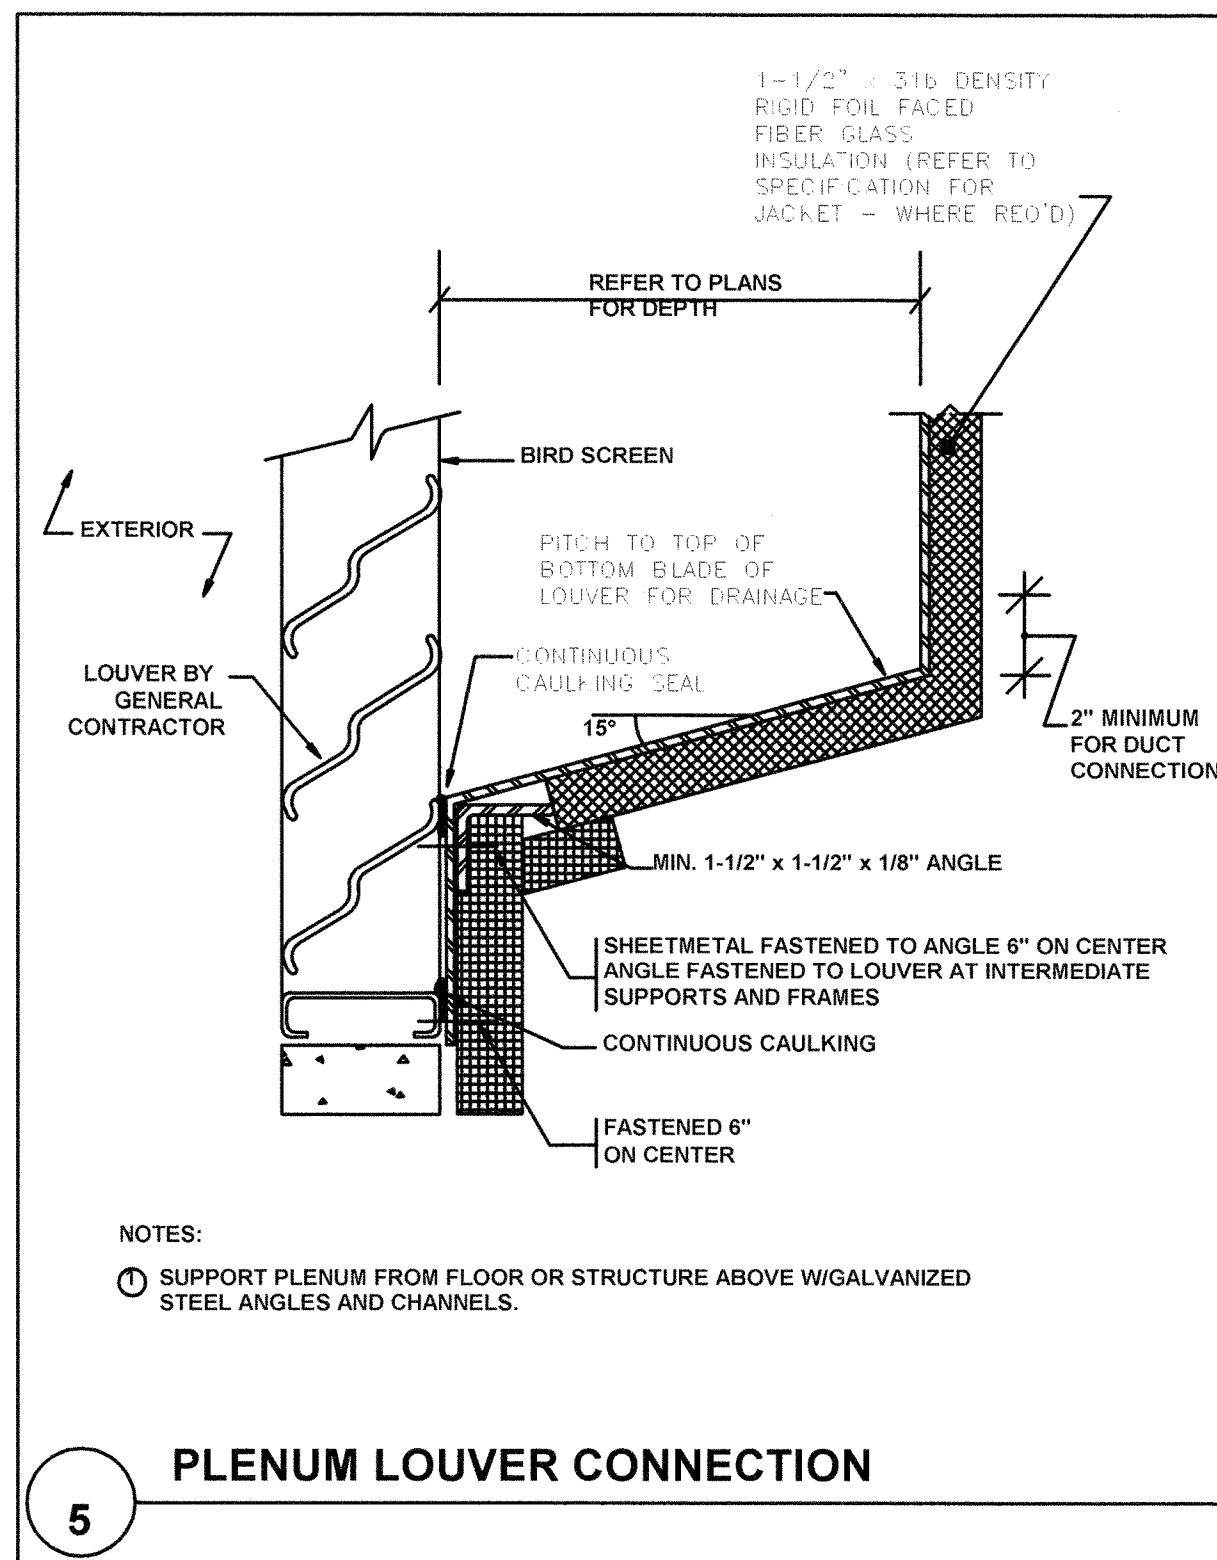 1-1/2" x 3lb DENSITY
RIGID FOIL FACED
FIBER GLASS
INSULATION (REFER TO
SPECIFICATION FOR
JACKET - WHERE REQ'D)
REFER TO PLANS
FOR DEPTH
BIRD SCREEN
EXTERIOR
PITCH TO TOP OF
BOTTOM BLADE OF
LOUVER FOR DRAINAGE
CONTINUOUS
CAULKING SEAL
LOUVER BY
GENERAL
CONTRACTOR
15°
2" MINIMUM
FOR DUCT
CONNECTION
MIN. 1-1/2" x 1-1/2" x 1/8" ANGLE
SHEETMETAL FASTENED TO ANGLE 6" ON CENTER
ANGLE FASTENED TO LOUVER AT INTERMEDIATE
SUPPORTS AND FRAMES
CONTINUOUS CAULKING
FASTENED 6"
ON CENTER
NOTES:
1 SUPPORT PLENUM FROM FLOOR OR STRUCTURE ABOVE W/GALVANIZED
STEEL ANGLES AND CHANNELS.
PLENUM LOUVER CONNECTION
5